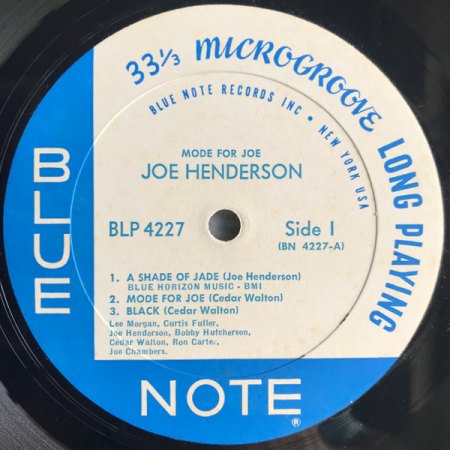 33 1/3 MICROGROOVE LONG PLAYING
BLUE NOTE RECORDS INC • NEW YORK USA
MODE FOR JOE
JOE HENDERSON
BLP 4227
Side 1
(BN 4227-A)
1. A SHADE OF JADE (Joe Henderson)
BLUE HORIZON MUSIC - BMI
2. MODE FOR JOE (Cedar Walton)
3. BLACK (Cedar Walton)
Lee Morgan, Curtis Fuller,
Joe Henderson, Bobby Hutcherson,
Cedar Walton, Ron Carter,
Joe Chambers.
BLUE
NOTE®